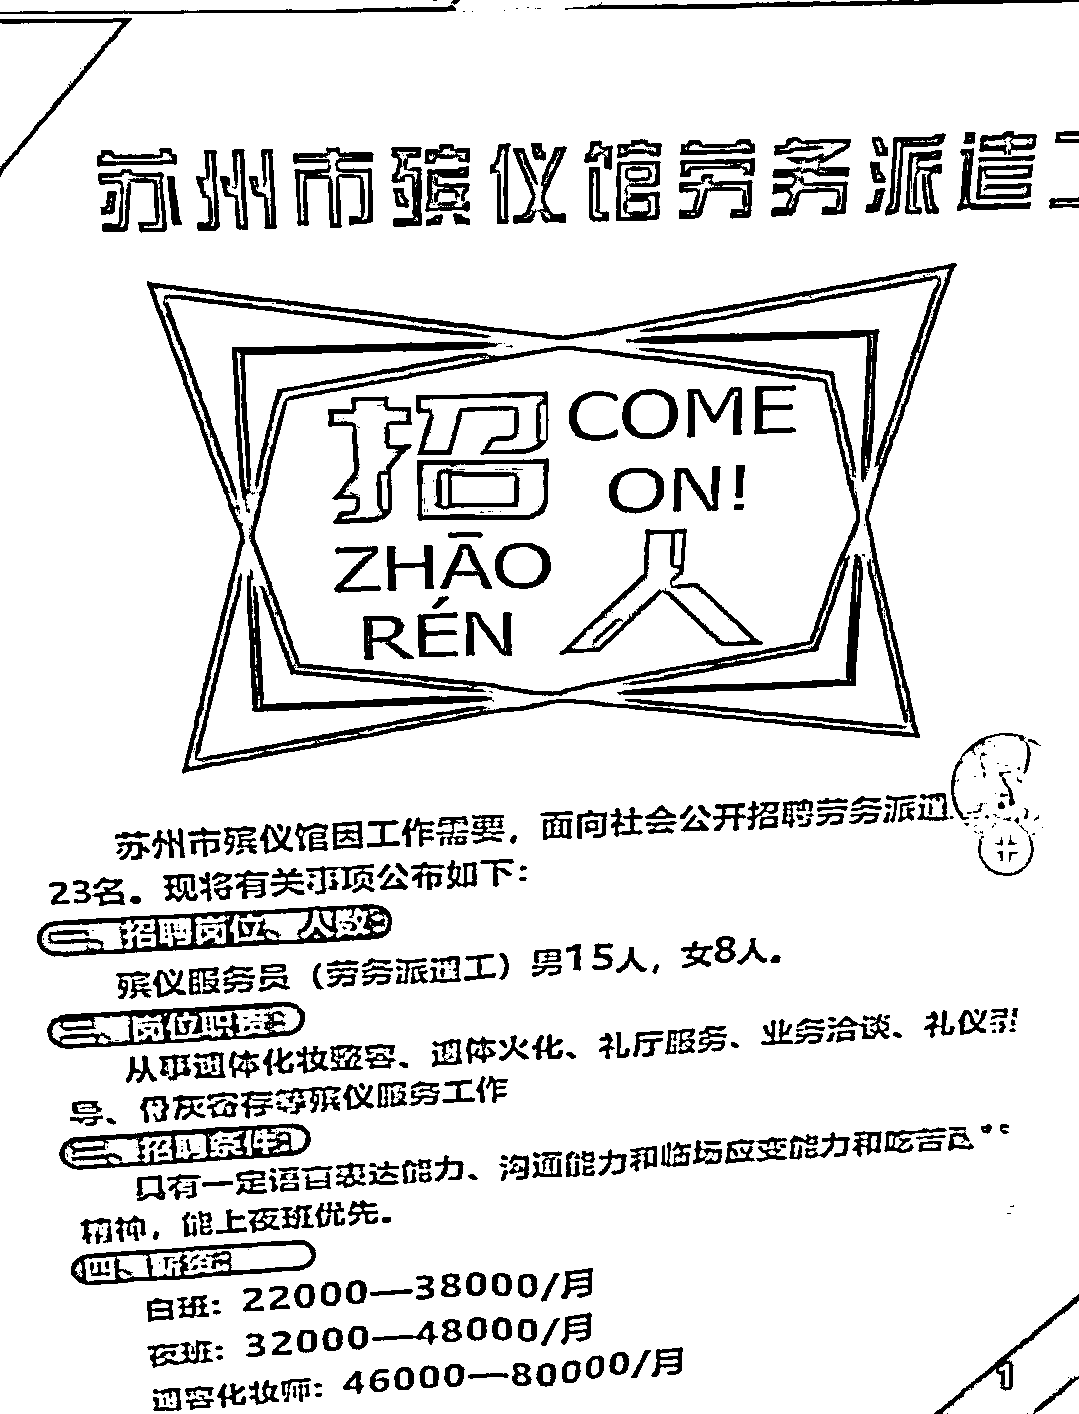 苏州市殡仪馆劳务派遣工
招 COME ON!
ZHĀO RÉN 人
苏州市殡仪馆因工作需要，面向社会公开招聘劳务派遣
23名。现将有关事项公布如下：
一、招聘岗位、人数：
殡仪服务员（劳务派遣工）男15人，女8人。
二、岗位职责：
从事遗体化妆整容、遗体火化、礼厅服务、业务洽谈、礼仪引
导、骨灰寄存等殡仪服务工作
三、招聘条件：
具有一定语言表达能力、沟通能力和临场应变能力和吃苦
精神，能上夜班优先。
四、薪资：
白班：22000—38000/月
夜班：32000—48000/月
遗容化妆师：46000—80000/月
1